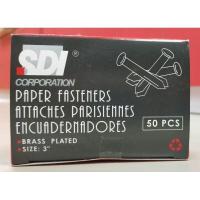 SDI®
CORPORATION
PAPER FASTENERS
ATTACHES PARISIENNES
ENCUADERNADORES
50 PCS
• BRASS PLATED
• SIZE: 3"